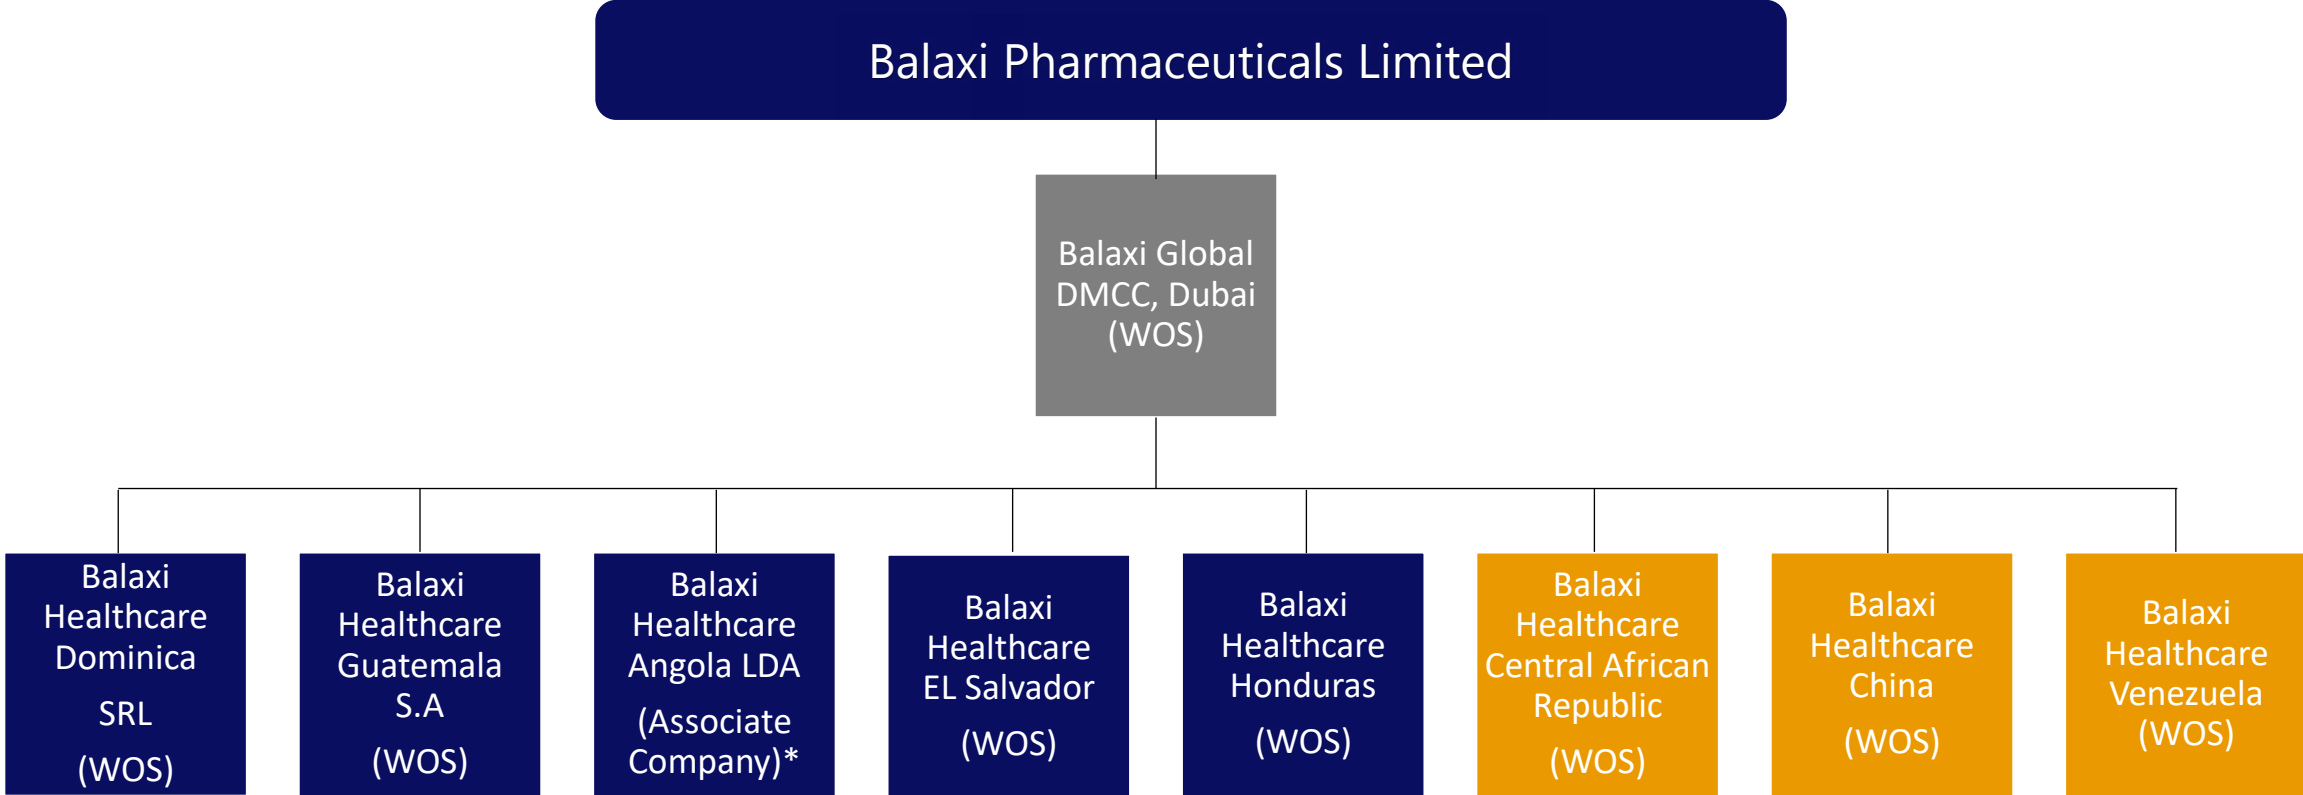 Balaxi Pharmaceuticals Limited
Balaxi Global
DMCC, Dubai
(WOS)
Balaxi
Healthcare
Dominica
SRL
(WOS)
Balaxi
Healthcare
Guatemala
S.A
(WOS)
Balaxi
Healthcare
Angola LDA
(Associate
Company)*
Balaxi
Healthcare
EL Salvador
(WOS)
Balaxi
Healthcare
Honduras
(WOS)
Balaxi
Healthcare
Central African
Republic
(WOS)
Balaxi
Healthcare
China
(WOS)
Balaxi
Healthcare
Venezuela
(WOS)